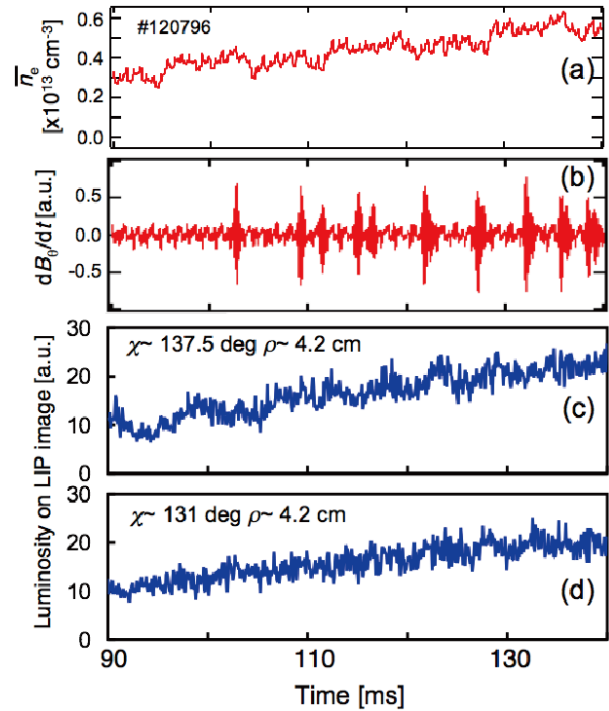 #120796
n̅e
[x10^13 cm^-3]
0.6
0.4
0.2
0.0
(a)
dBθ/dt [a.u.]
0.5
0.0
-0.5
(b)
Luminosity on LIP image [a.u.]
30
20
10
0
χ~ 137.5 deg ρ~ 4.2 cm
(c)
30
20
10
0
χ~ 131 deg ρ~ 4.2 cm
(d)
90 110 130
Time [ms]